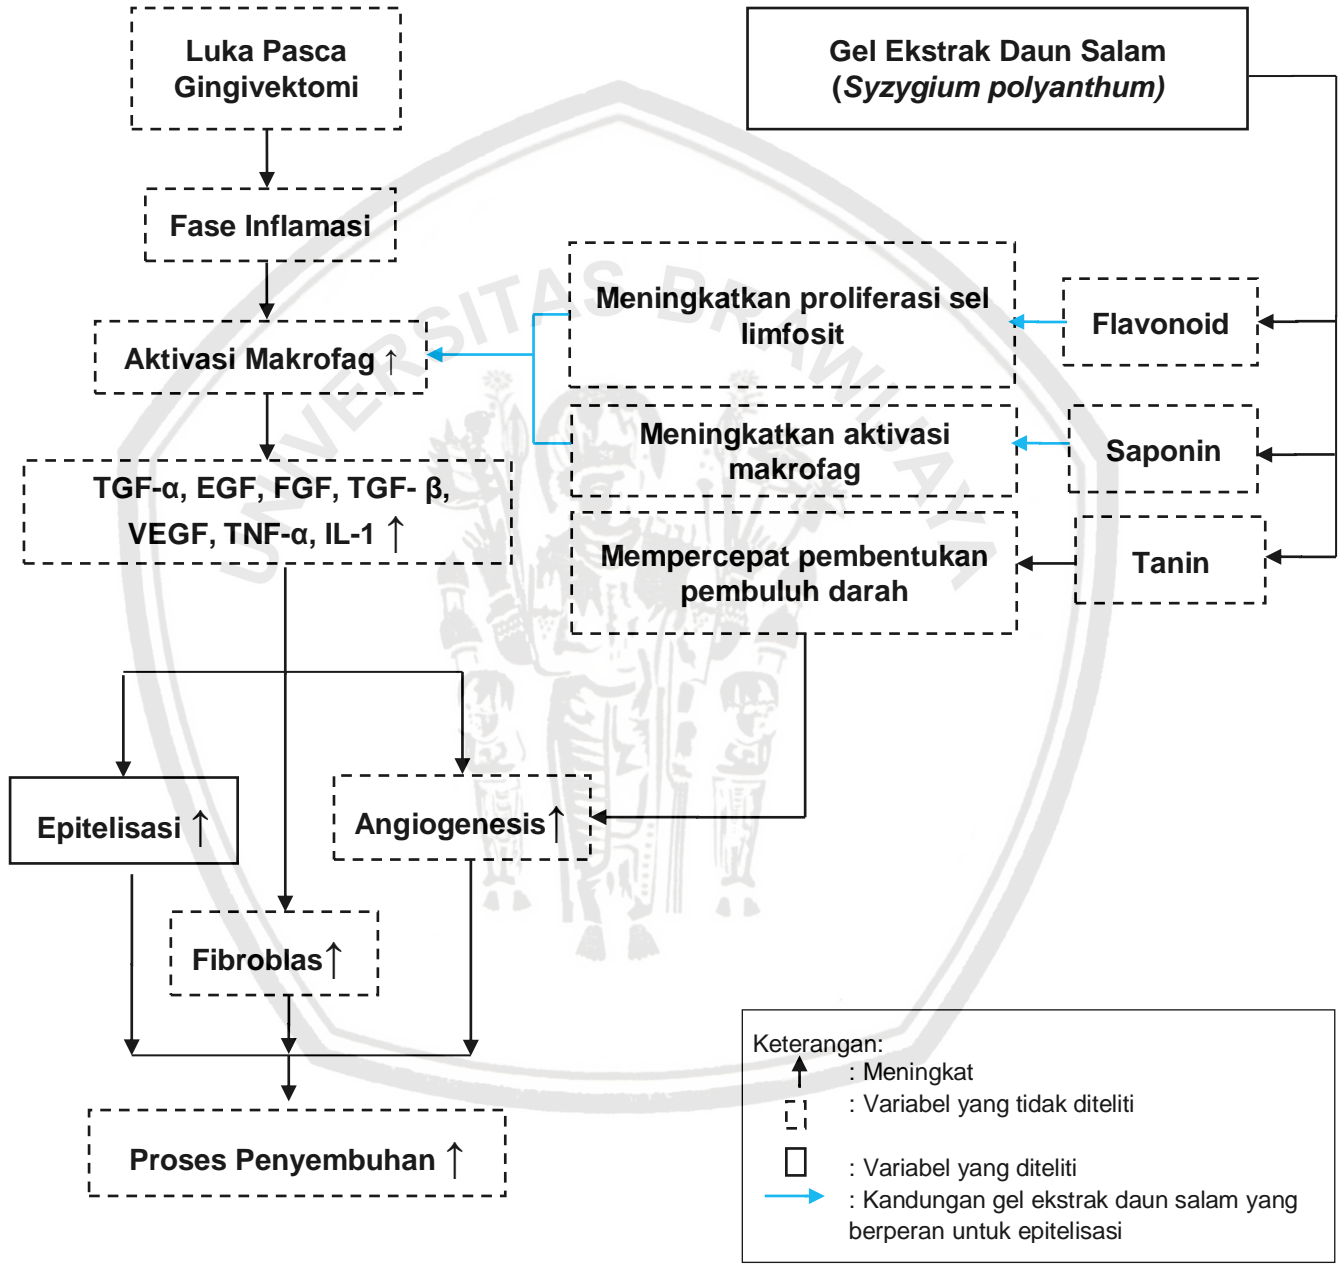 Luka Pasca
Gingivektomi
Gel Ekstrak Daun Salam
(Syzygium polyanthum)
Fase Inflamasi
Meningkatkan proliferasi sel
limfosit
Flavonoid
Aktivasi Makrofag ↑
Meningkatkan aktivasi
makrofag
Saponin
TGF-α, EGF, FGF, TGF- β,
VEGF, TNF-α, IL-1 ↑
Mempercepat pembentukan
pembuluh darah
Tanin
Epitelisasi ↑
Angiogenesis ↑
Fibroblas ↑
Proses Penyembuhan ↑
Keterangan:
: Meningkat
: Variabel yang tidak diteliti
: Variabel yang diteliti
: Kandungan gel ekstrak daun salam yang
berperan untuk epitelisasi
UNIVERSITAS BRAWIJAYA